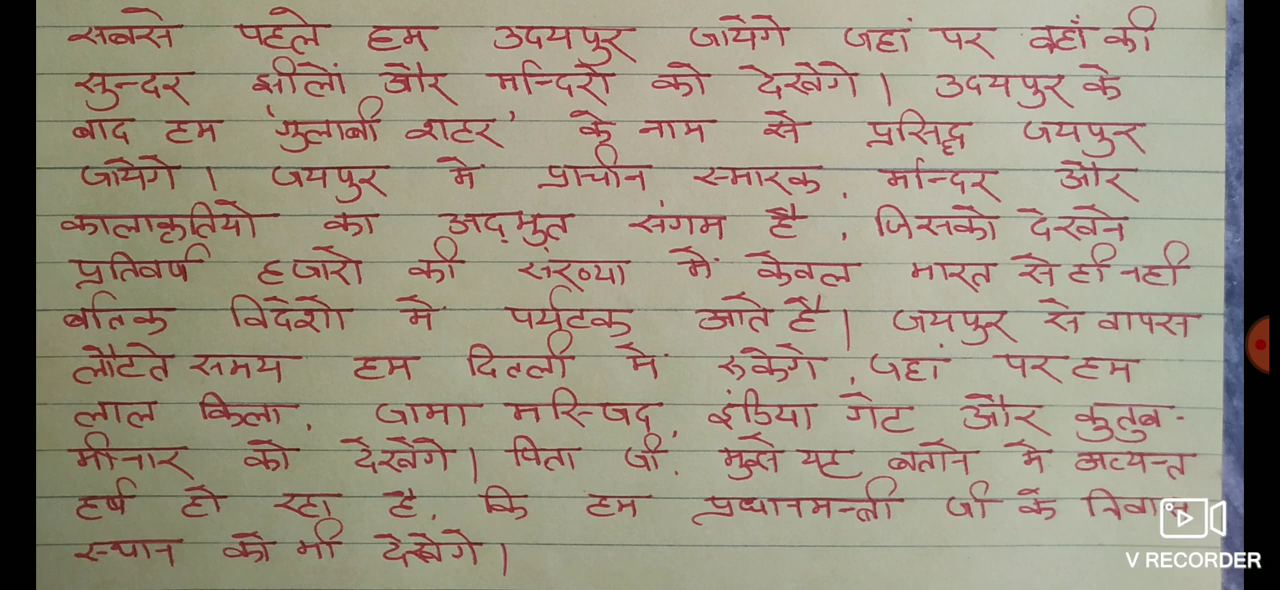 सबसे पहले हम उदयपुर जायेंगे जहां पर वहाँ की
सुन्दर झीलों और मन्दिरों को देखेंगे। उदयपुर के
बाद हम 'गुलाबी शहर' के नाम से प्रसिद्ध जयपुर
जायेंगे। जयपुर में प्राचीन स्मारक, मन्दिर और
कालाकृतियो का अद्भुत संगम है, जिसको देखने
प्रतिवर्ष हजारो की संख्या में केवल भारत से ही नही
बल्कि विदेशो में पर्यटक आते है। जयपुर से वापस
लौटते समय हम दिल्ली में रुकेगे, जहां पर हम
लाल किला, जामा मस्जिद, इंडिया गेट और कुतुब-
मीनार को देखेंगे। पिता जी, मुझे यह बताने मे अत्यन्त
हर्ष हो रहा है, कि हम प्रधानमन्त्री जी के निवास
स्थान को भी देखेगे।
V RECORDER